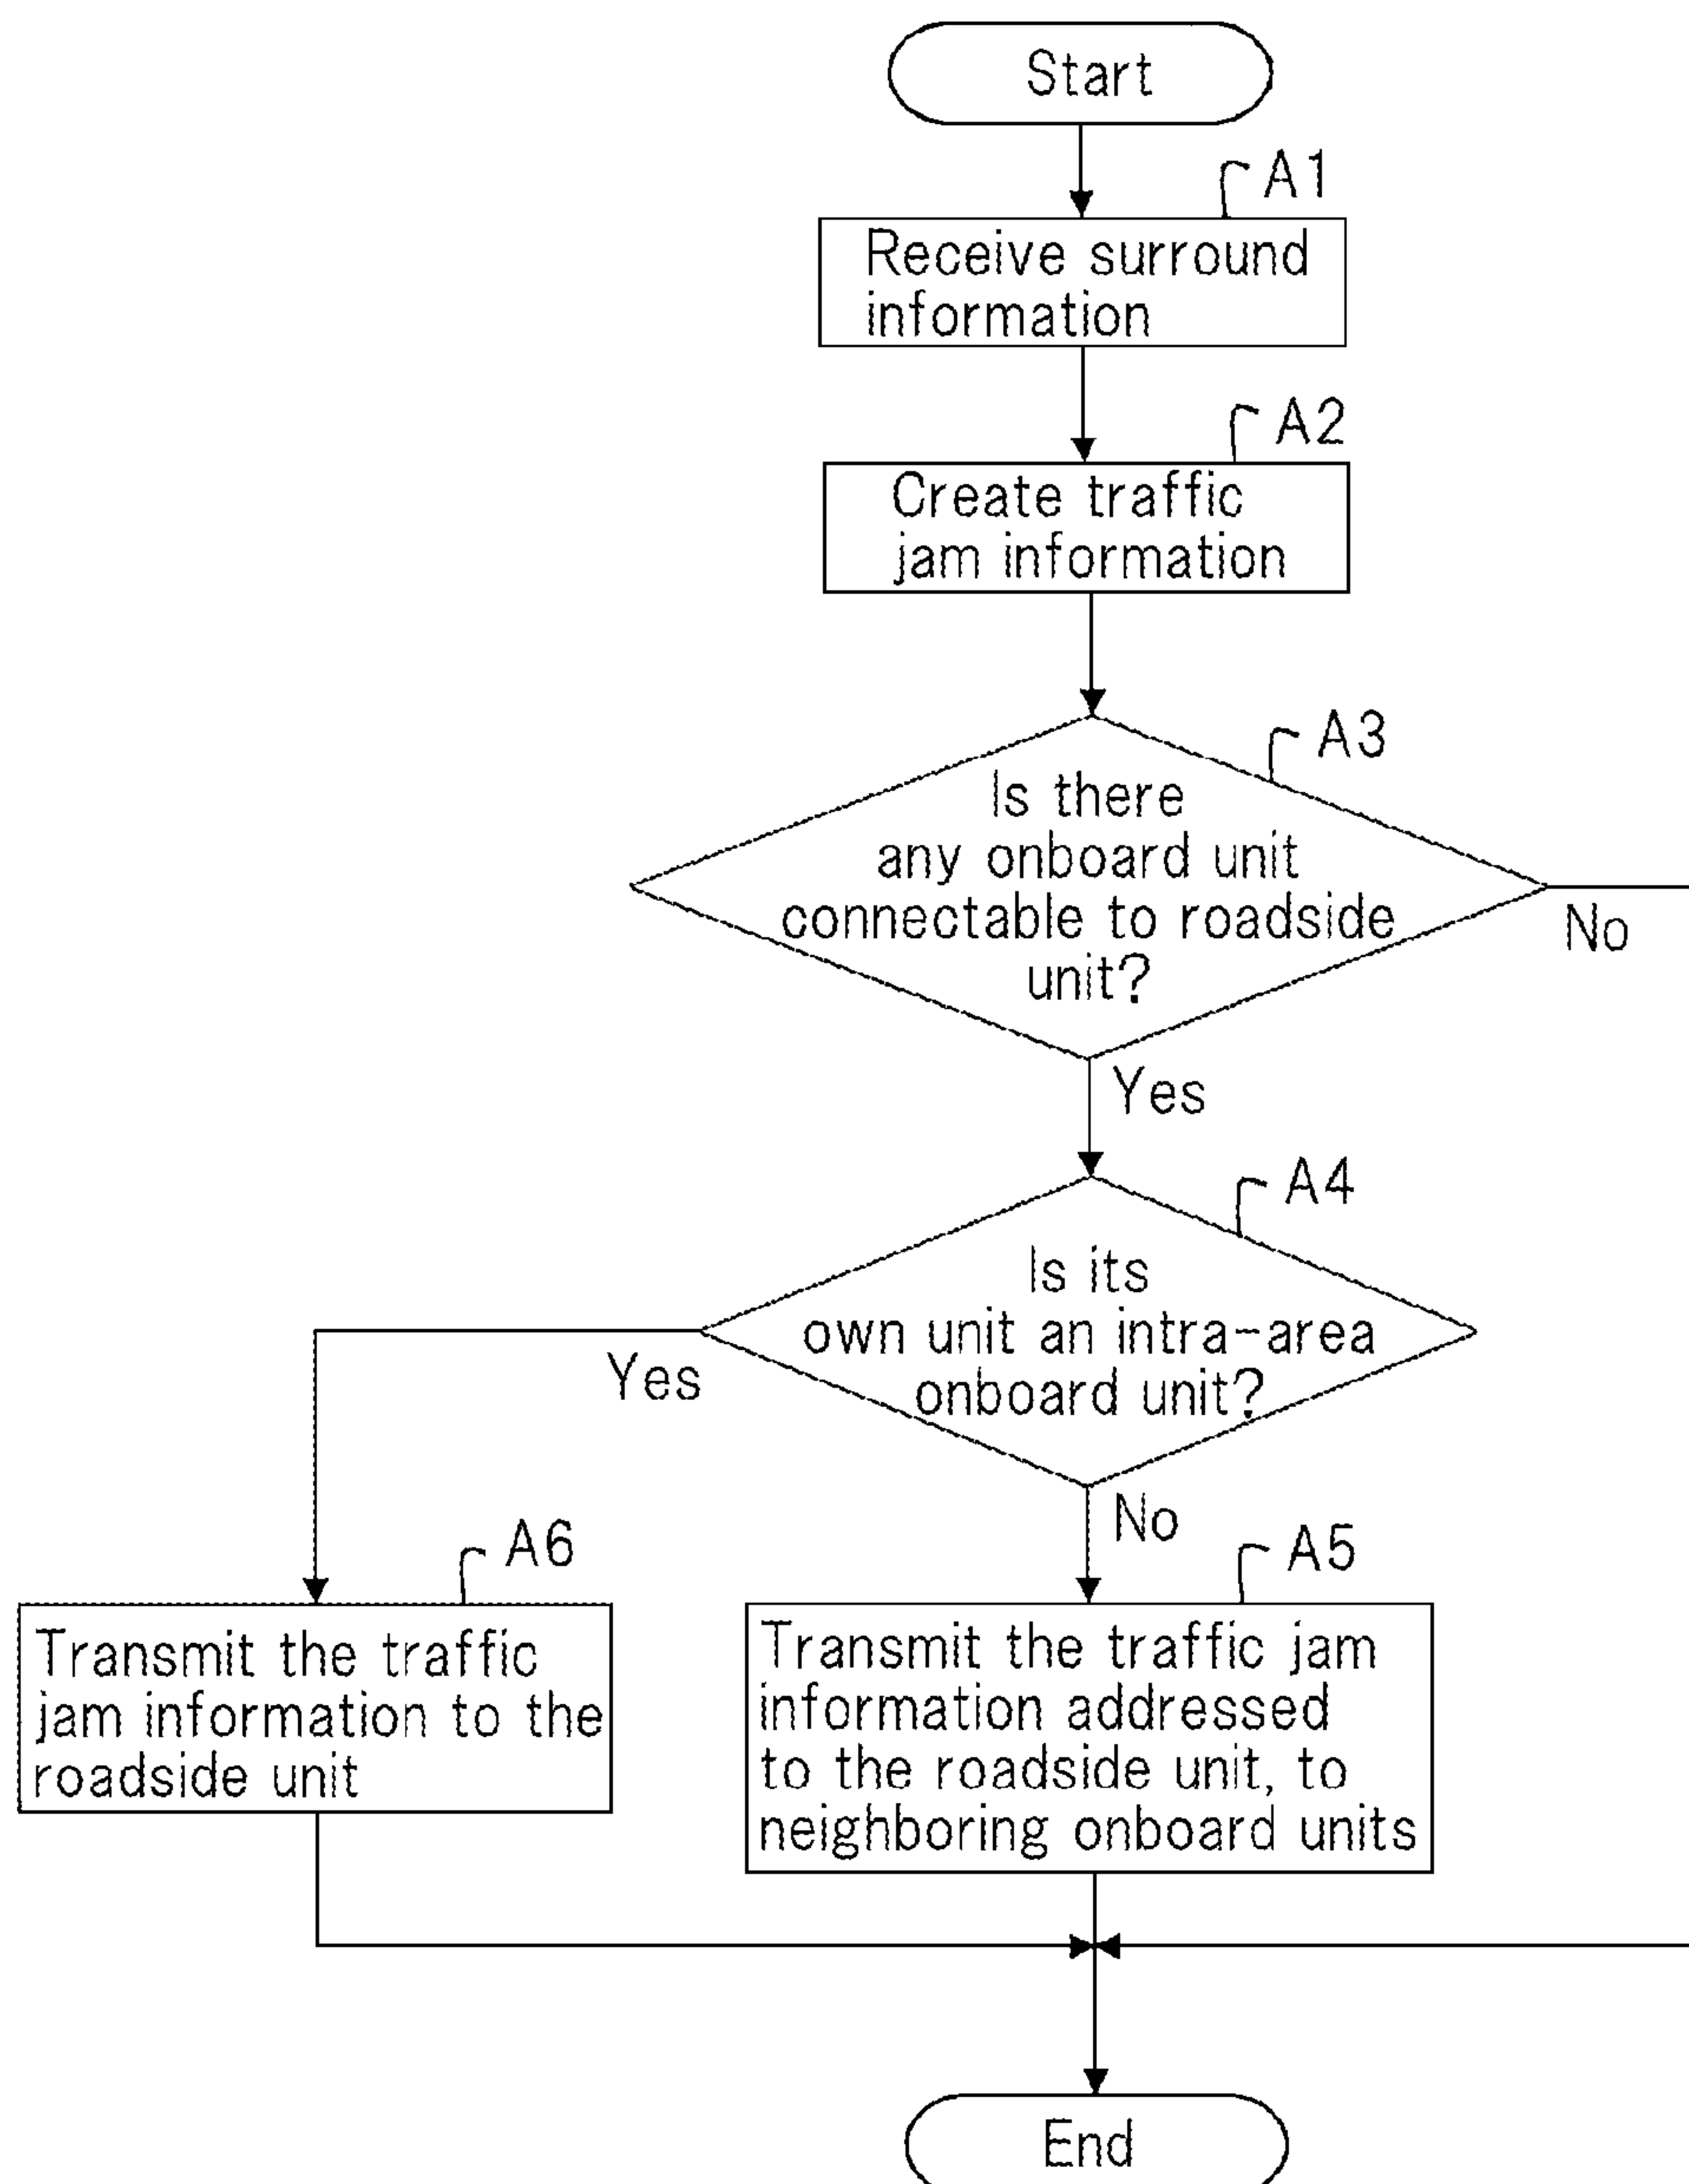 Start
A1
Receive surround
information
A2
Create traffic
jam information
A3
Is there
any onboard unit
connectable to roadside
unit?
No
Yes
A4
Is its
own unit an intra-area
onboard unit?
Yes
No
A6
Transmit the traffic
jam information to the
roadside unit
A5
Transmit the traffic jam
information addressed
to the roadside unit, to
neighboring onboard units
End